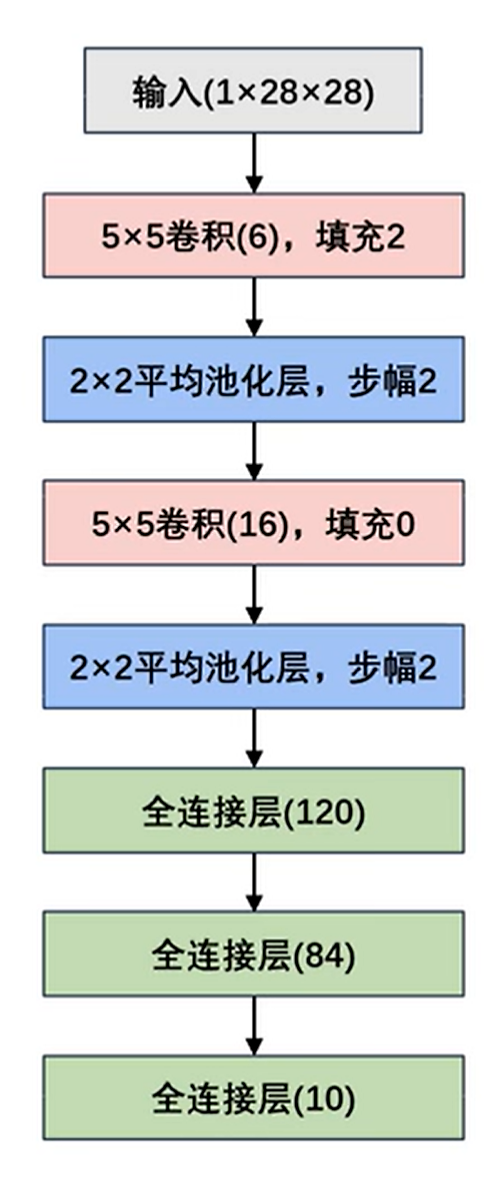 输入(1×28×28)
5×5卷积(6)，填充2
2×2平均池化层，步幅2
5×5卷积(16)，填充0
2×2平均池化层，步幅2
全连接层(120)
全连接层(84)
全连接层(10)